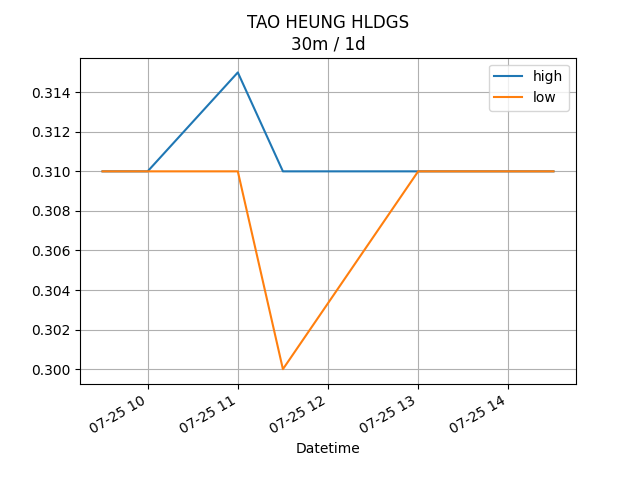 TAO HEUNG HLDGS
30m / 1d
high
low
0.314
0.312
0.310
0.308
0.306
0.304
0.302
0.300
07-25 10
07-25 11
07-25 12
07-25 13
07-25 14
Datetime